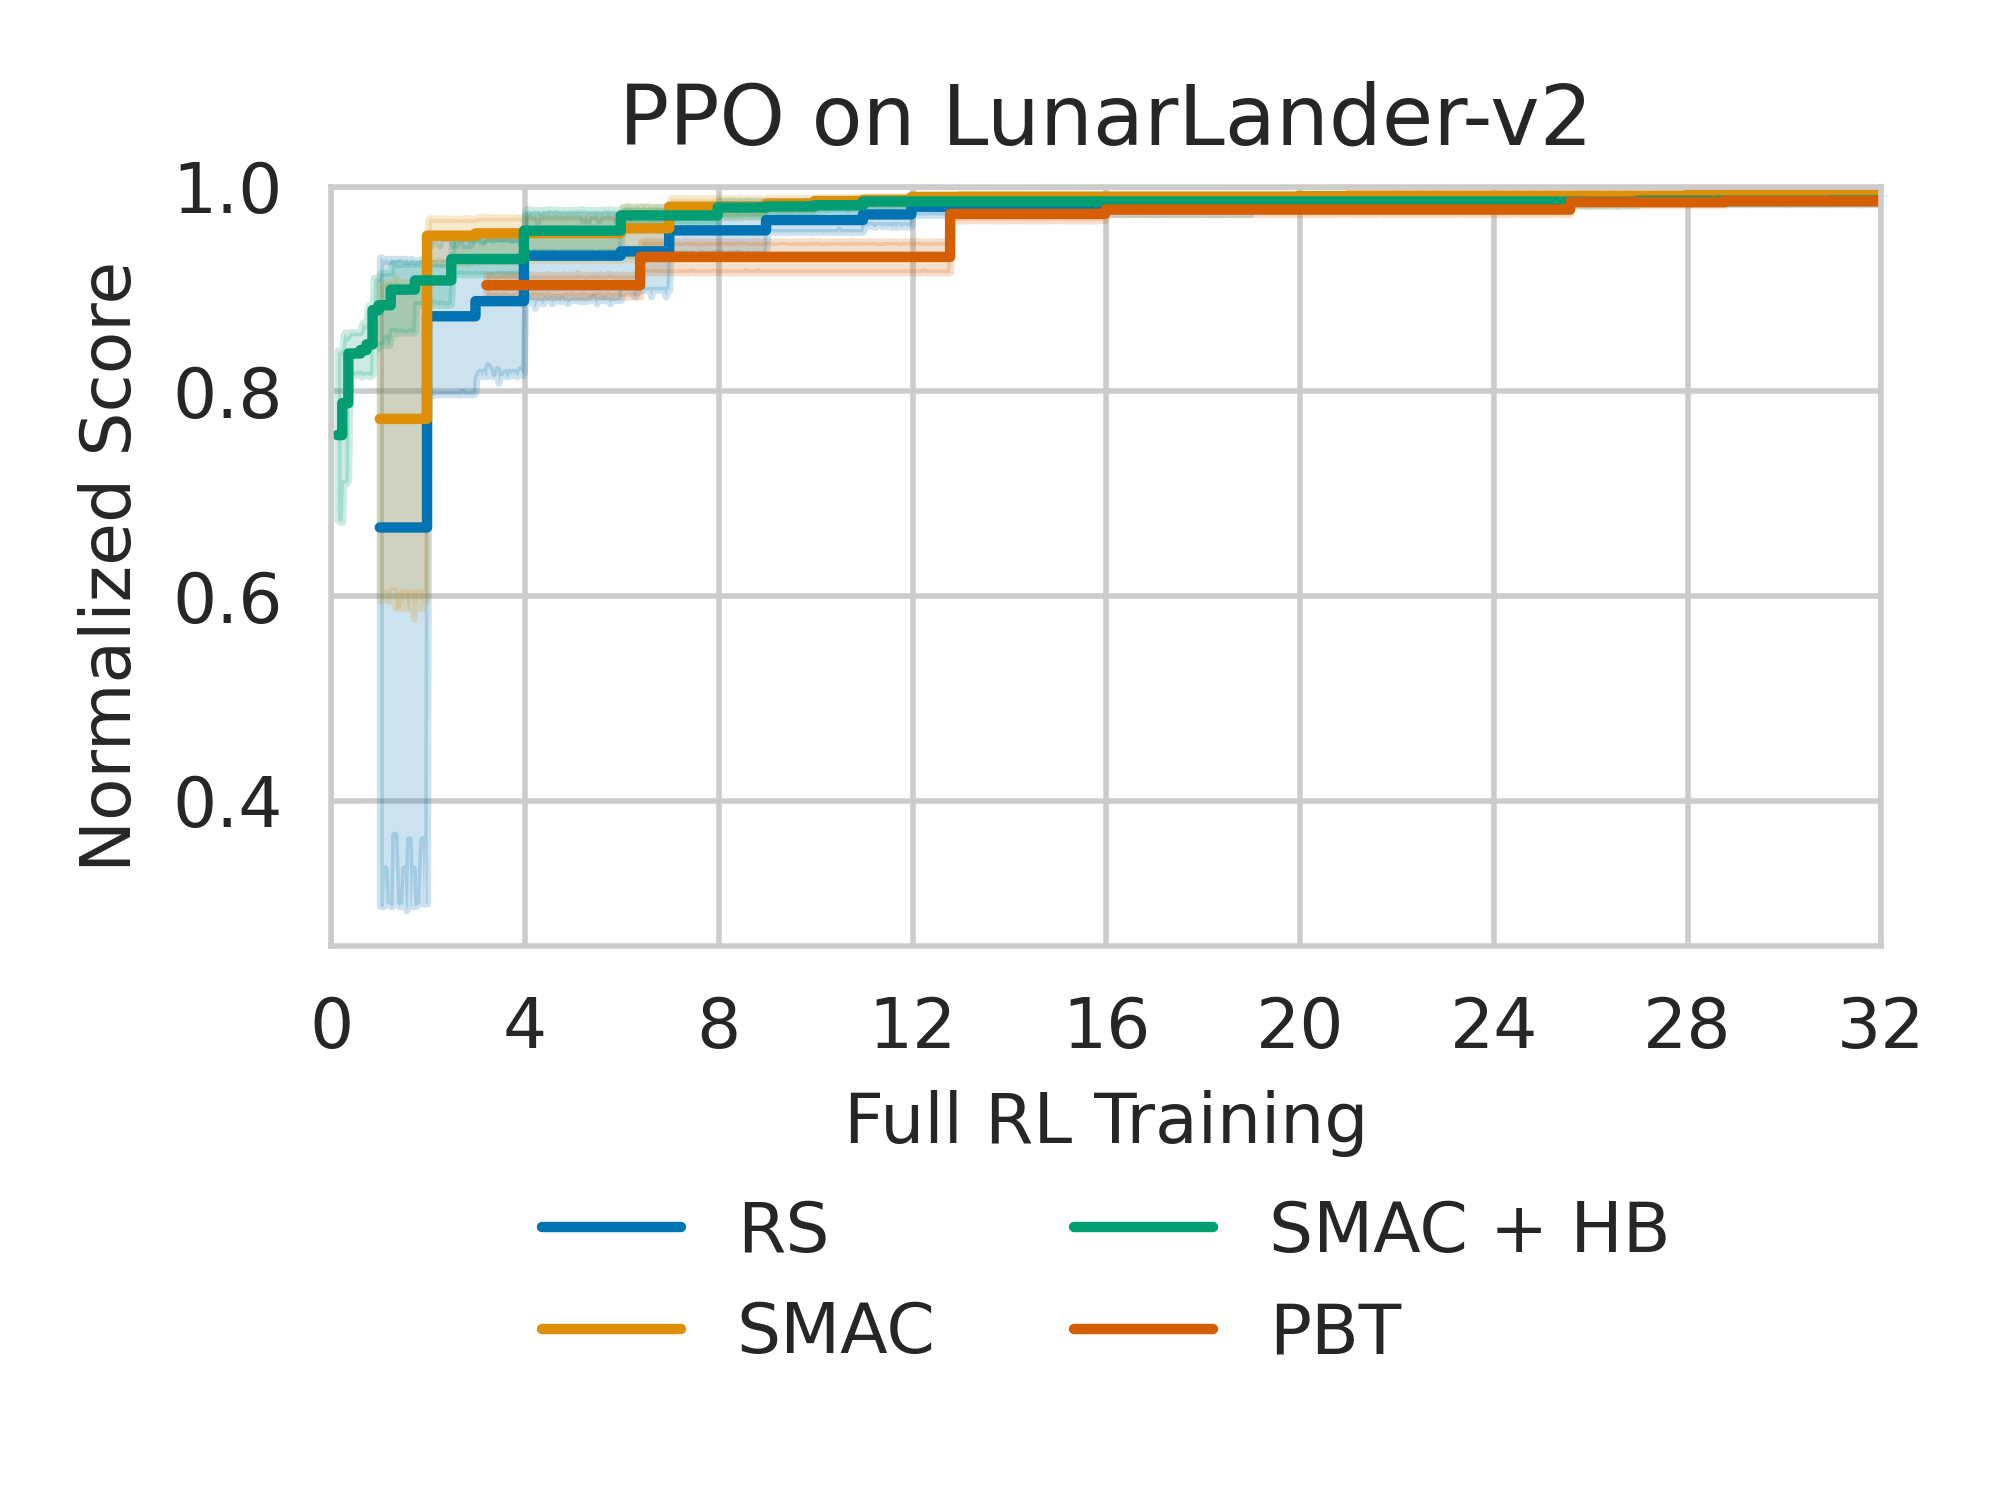 PPO on LunarLander-v2
Normalized Score
1.0
0.8
0.6
0.4
0 4 8 12 16 20 24 28 32
Full RL Training
RS
SMAC
SMAC + HB
PBT